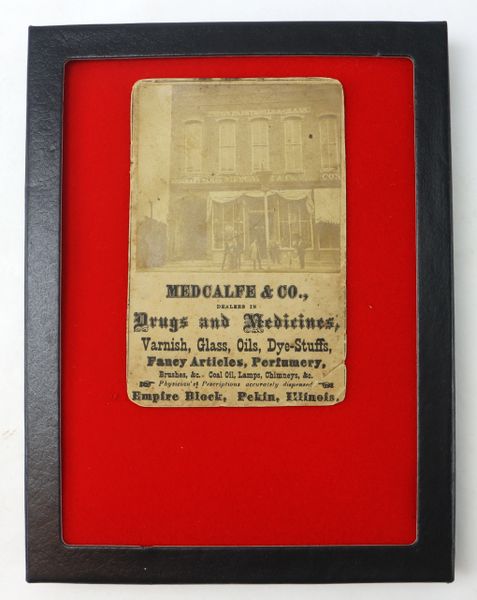 MEDCALFE & CO.,
DEALERS IN
Drugs and Medicines,
Varnish, Glass, Oils, Dye-Stuffs,
Fancy Articles, Perfumery,
Brushes, &c. Coal Oil, Lamps, Chimneys, &c.
Physician's Pescriptions accurately dispensed
Empire Block, Pekin, Illinois.